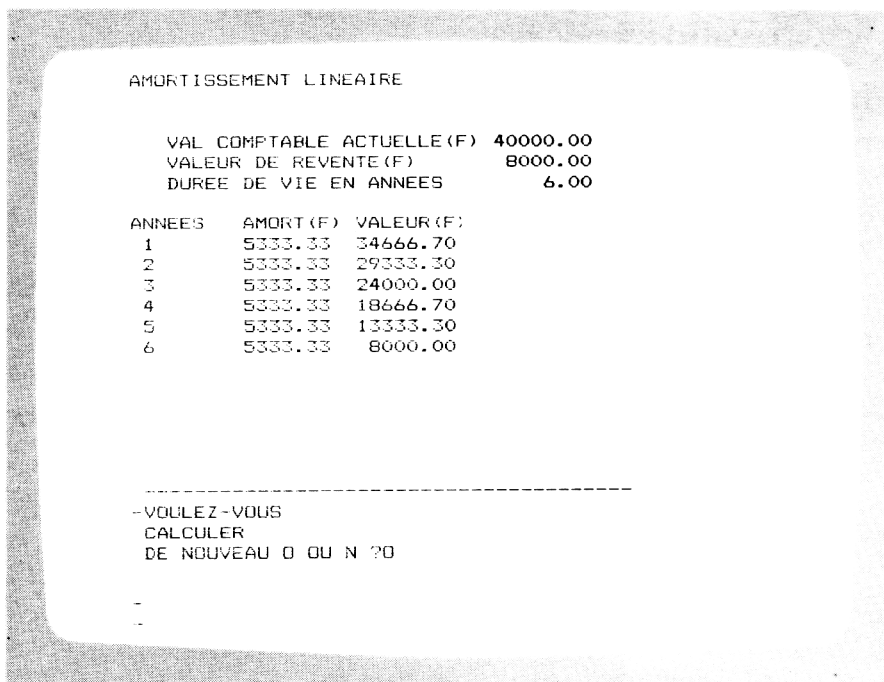 AMORTISSEMENT LINEAIRE
VAL COMPTABLE ACTUELLE(F) 40000.00
VALEUR DE REVENTE(F) 8000.00
DUREE DE VIE EN ANNEES 6.00
ANNEES AMORT(F) VALEUR(F)
1 5333.33 34666.70
2 5333.33 29333.30
3 5333.33 24000.00
4 5333.33 18666.70
5 5333.33 13333.30
6 5333.33 8000.00
----------------------------------------
-VOULEZ-VOUS
CALCULER
DE NOUVEAU O OU N ?O
-
-